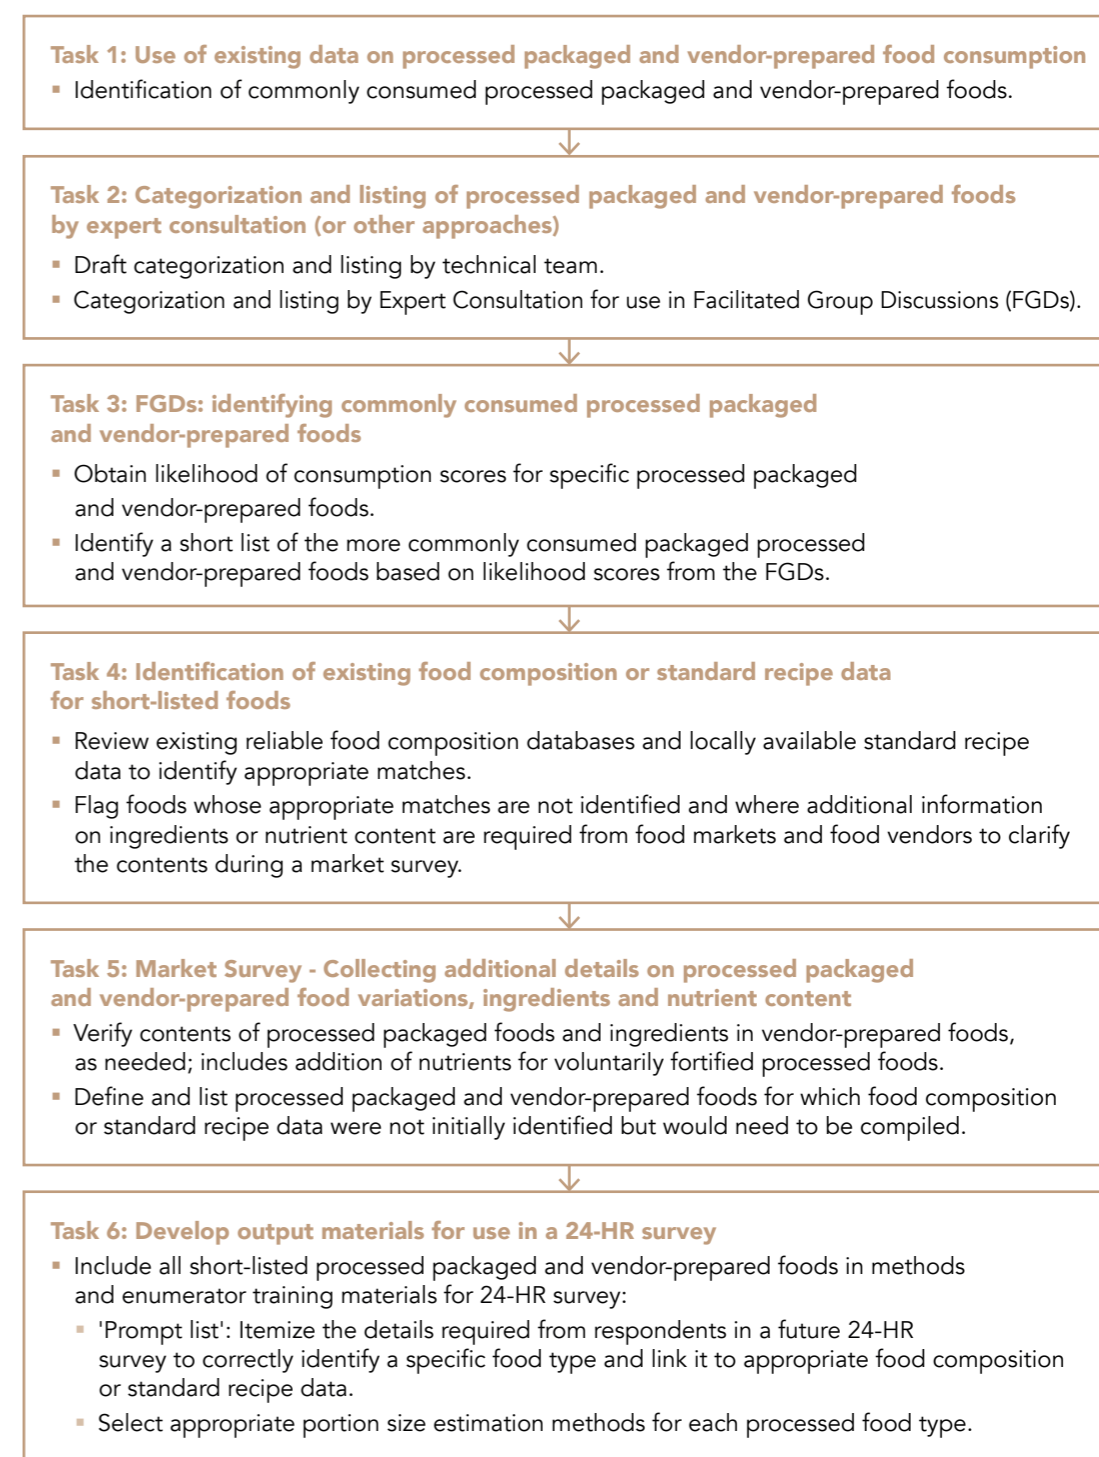 Task 1: Use of existing data on processed packaged and vendor-prepared food consumption
▪ Identification of commonly consumed processed packaged and vendor-prepared foods.
Task 2: Categorization and listing of processed packaged and vendor-prepared foods
by expert consultation (or other approaches)
▪ Draft categorization and listing by technical team.
▪ Categorization and listing by Expert Consultation for use in Facilitated Group Discussions (FGDs).
Task 3: FGDs: identifying commonly consumed processed packaged
and vendor-prepared foods
▪ Obtain likelihood of consumption scores for specific processed packaged
and vendor-prepared foods.
▪ Identify a short list of the more commonly consumed packaged processed
and vendor-prepared foods based on likelihood scores from the FGDs.
Task 4: Identification of existing food composition or standard recipe data
for short-listed foods
▪ Review existing reliable food composition databases and locally available standard recipe
data to identify appropriate matches.
▪ Flag foods whose appropriate matches are not identified and where additional information
on ingredients or nutrient content are required from food markets and food vendors to clarify
the contents during a market survey.
Task 5: Market Survey - Collecting additional details on processed packaged
and vendor-prepared food variations, ingredients and nutrient content
▪ Verify contents of processed packaged foods and ingredients in vendor-prepared foods,
as needed; includes addition of nutrients for voluntarily fortified processed foods.
▪ Define and list processed packaged and vendor-prepared foods for which food composition
or standard recipe data were not initially identified but would need to be compiled.
Task 6: Develop output materials for use in a 24-HR survey
▪ Include all short-listed processed packaged and vendor-prepared foods in methods
and enumerator training materials for 24-HR survey:
▪ 'Prompt list': Itemize the details required from respondents in a future 24-HR
survey to correctly identify a specific food type and link it to appropriate food composition
or standard recipe data.
▪ Select appropriate portion size estimation methods for each processed food type.